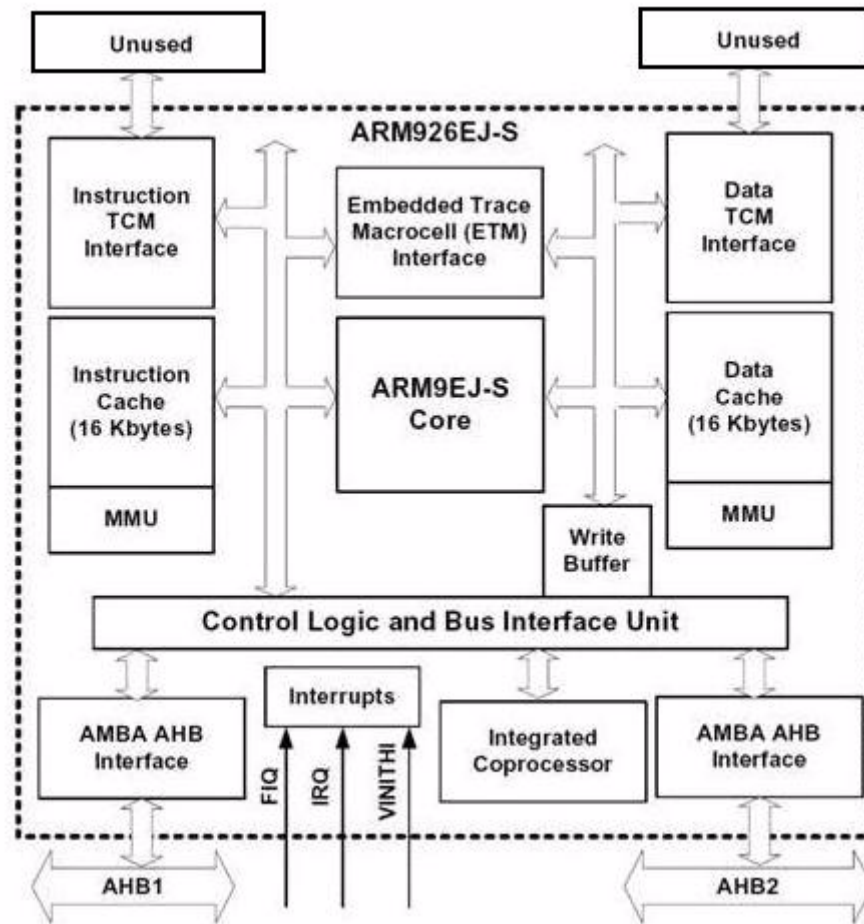 Unused
Unused
ARM926EJ-S
Instruction
TCM
Interface
Embedded Trace
Macrocell (ETM)
Interface
Data
TCM
Interface
Instruction
Cache
(16 Kbytes)
ARM9EJ-S
Core
Data
Cache
(16 Kbytes)
MMU
MMU
Write
Buffer
Control Logic and Bus Interface Unit
AMBA AHB
Interface
Interrupts
FIQ
IRQ
VINITHI
Integrated
Coprocessor
AMBA AHB
Interface
AHB1
AHB2